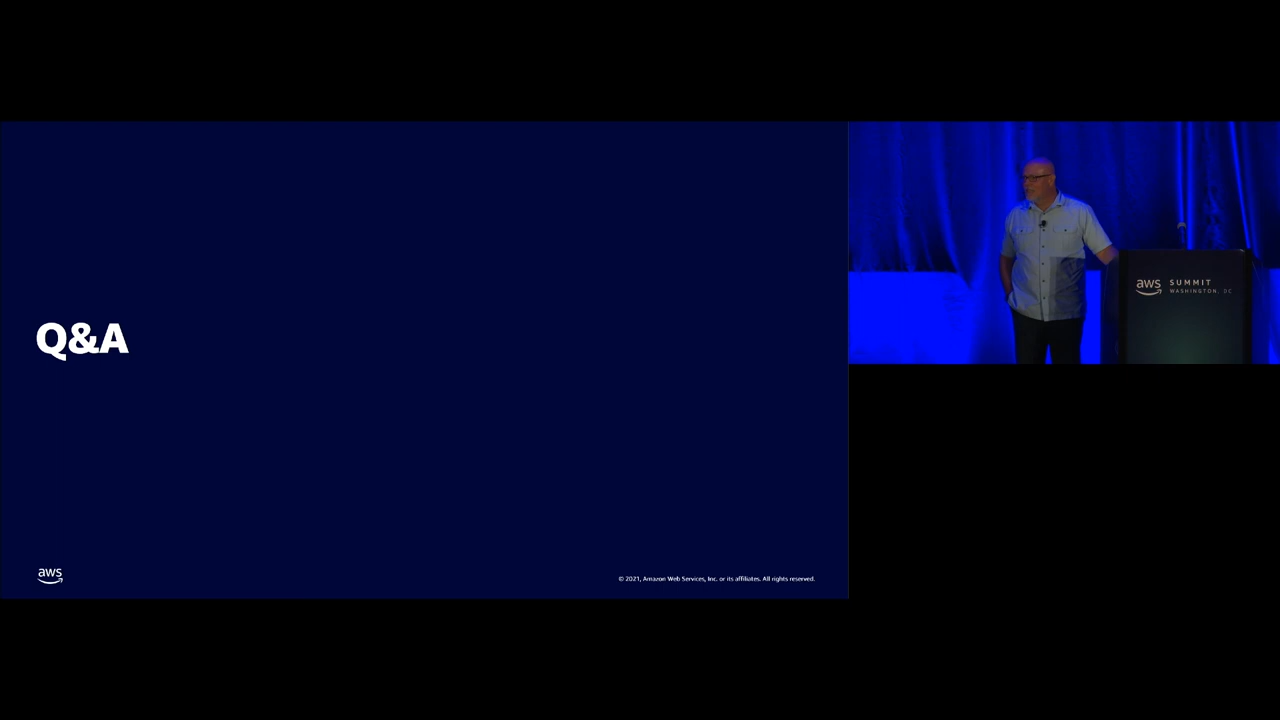 Q&A
aws
© 2021, Amazon Web Services, Inc. or its affiliates. All rights reserved.
aws SUMMIT
WASHINGTON, DC